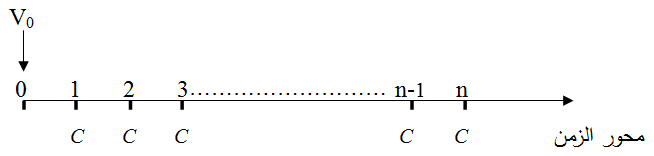 V0
0 1 2 3........................... n-1 n
C C C C C محور الزمن